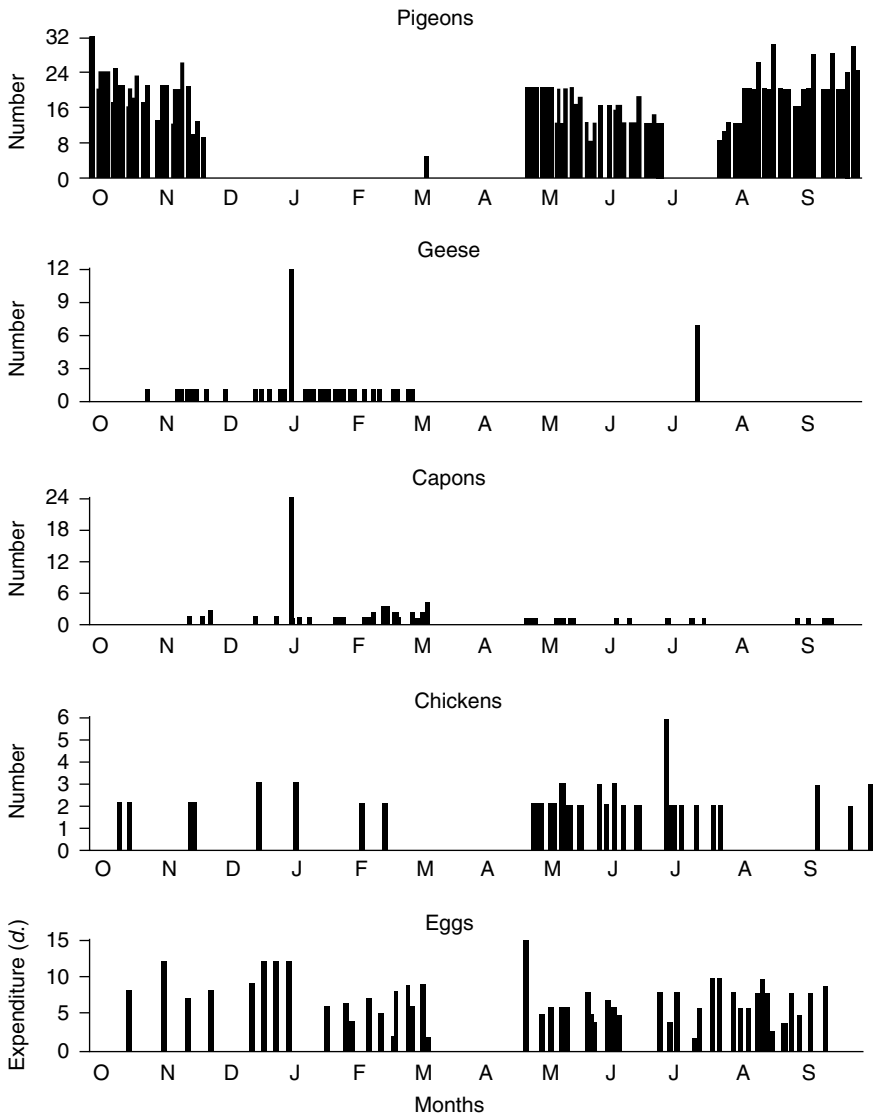 Pigeons
Number
32
24
16
8
0
O N D J F M A M J J A S
Geese
Number
12
9
6
3
0
O N D J F M A M J J A S
Capons
Number
24
18
12
6
0
O N D J F M A M J J A S
Chickens
Number
6
5
4
3
2
1
0
O N D J F M A M J J A S
Eggs
Expenditure (d.)
15
10
5
0
O N D J F M A M J J A S
Months